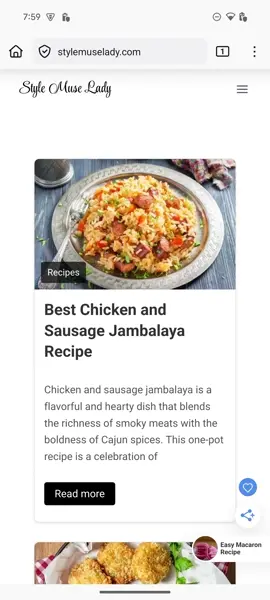 7:59
stylemuselady.com
1
Style Muse Lady
Recipes
Best Chicken and
Sausage Jambalaya
Recipe
Chicken and sausage jambalaya is a
flavorful and hearty dish that blends
the richness of smoky meats with the
boldness of Cajun spices. This one-pot
recipe is a celebration of
Read more
Easy Macaron
Recipe